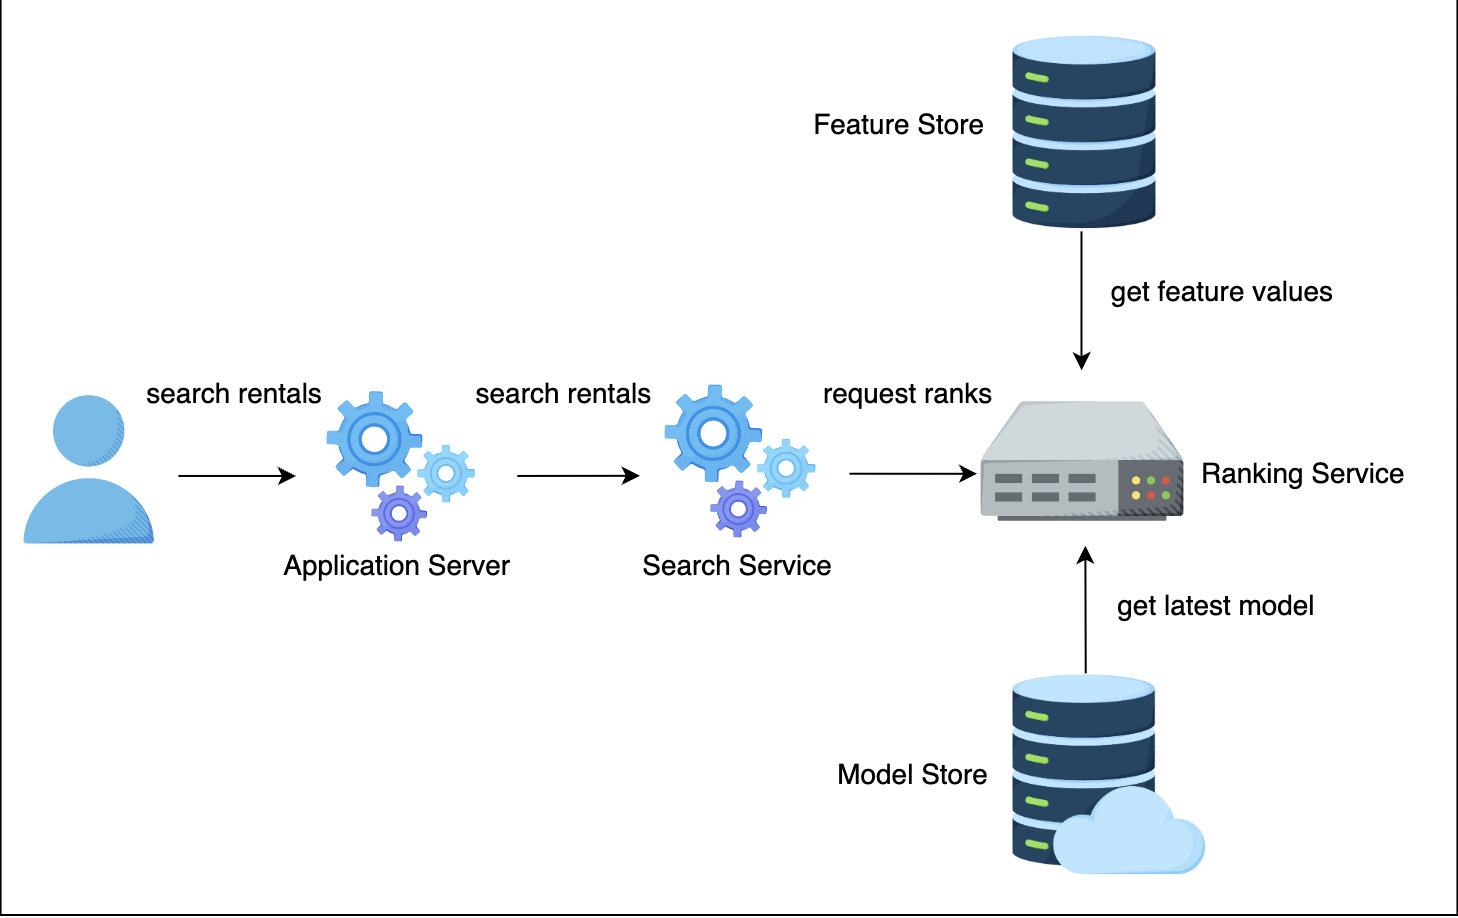 Feature Store
get feature values
search rentals
search rentals
request ranks
Ranking Service
Application Server
Search Service
get latest model
Model Store